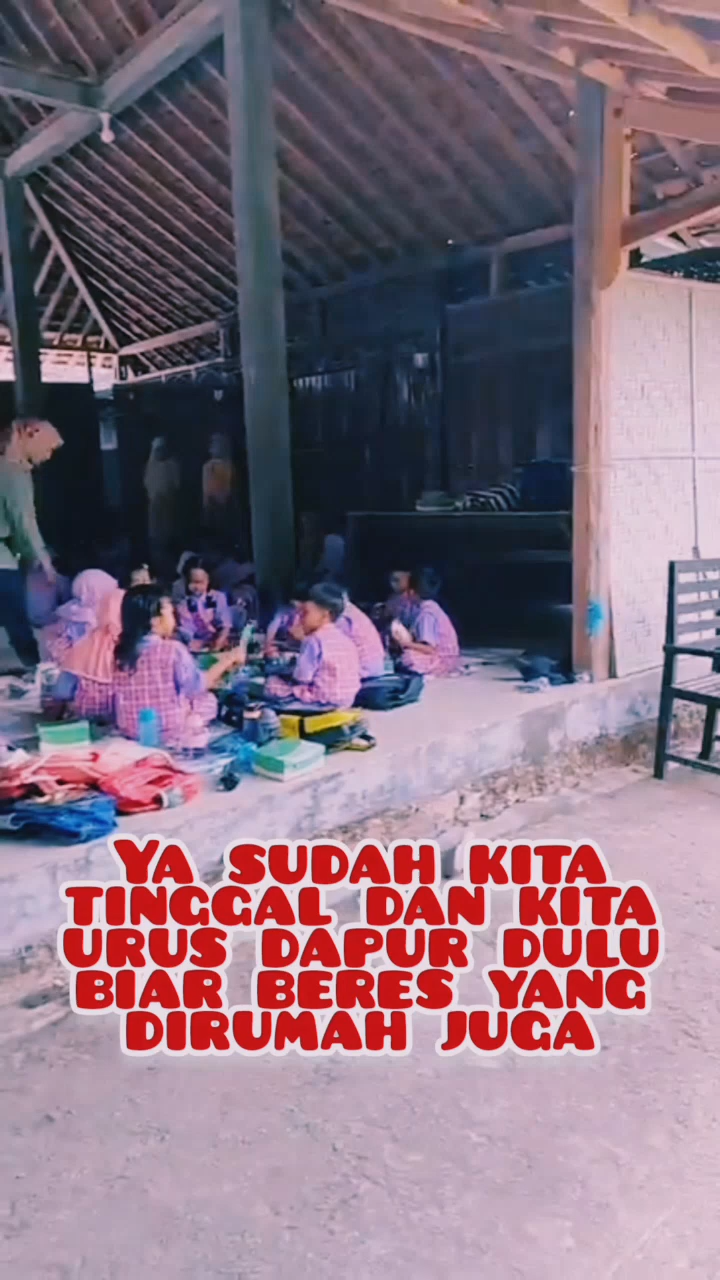 YA SUDAH KITA
TINGGAL DAN KITA
URUS DAPUR DULU
BIAR BERES YANG
DIRUMAH JUGA